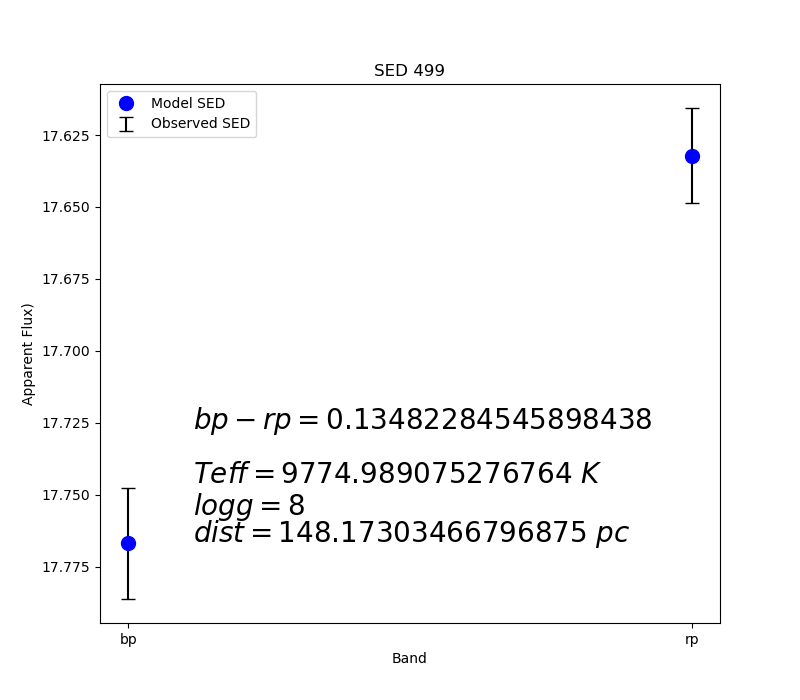 SED 499
Model SED
Observed SED
17.625
17.650
17.675
17.700
17.725
17.750
17.775
Apparent Flux)
bp − rp = 0.13482284545898438
Teff = 9774.989075276764 K
logg = 8
dist = 148.17303466796875 pc
bp
rp
Band